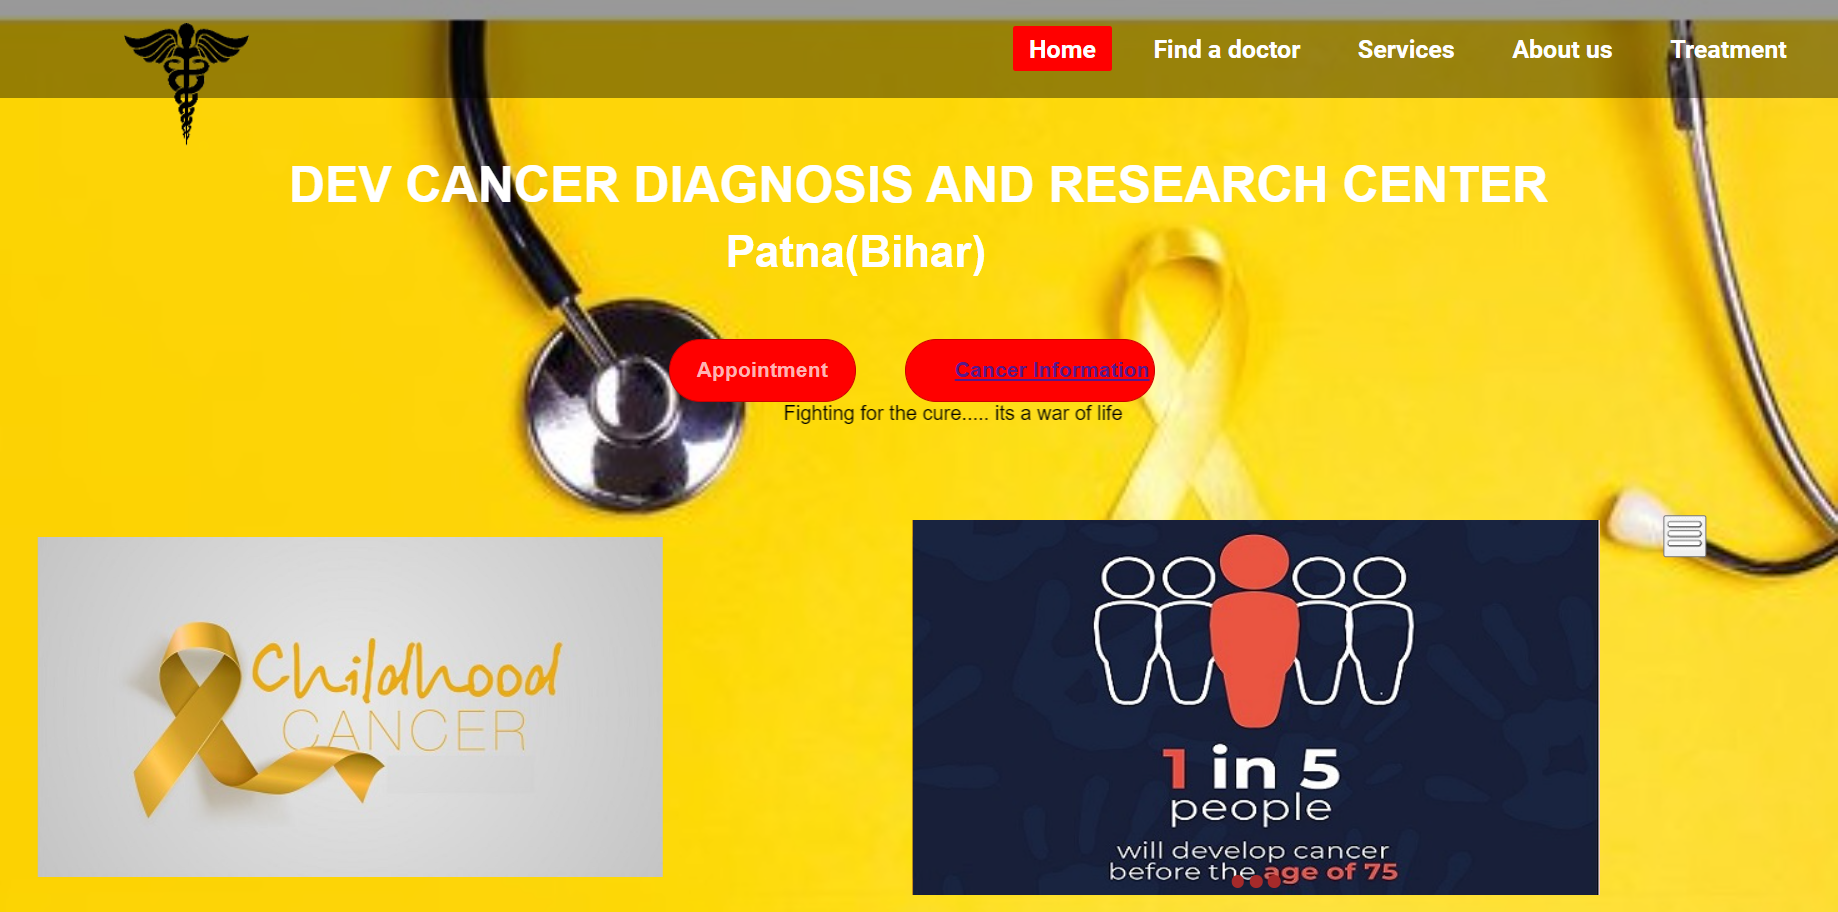 Home Find a doctor Services About us Treatment
DEV CANCER DIAGNOSIS AND RESEARCH CENTER
Patna(Bihar)
Appointment Cancer Information
Fighting for the cure..... its a war of life
Childhood
CANCER
1 in 5
people
will develop cancer
before the age of 75